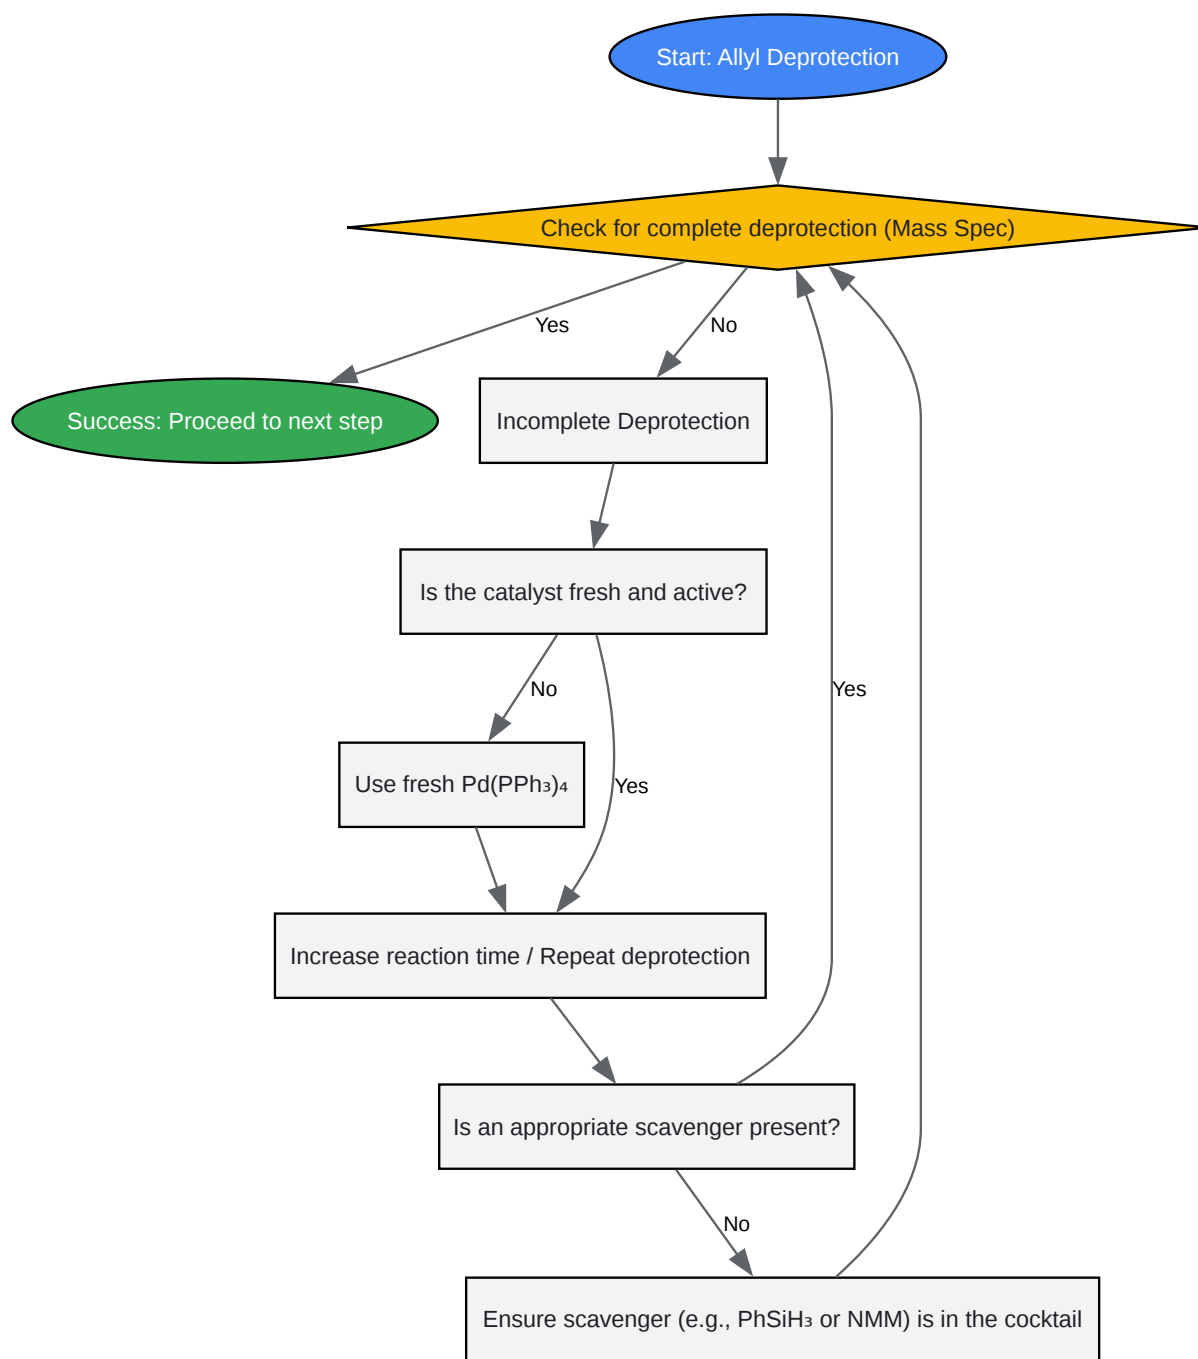 Start: Allyl Deprotection
Check for complete deprotection (Mass Spec)
Yes
No
Success: Proceed to next step
Incomplete Deprotection
Is the catalyst fresh and active?
No
Yes
Use fresh Pd(PPh₃)₄
Yes
Increase reaction time / Repeat deprotection
Is an appropriate scavenger present?
No
Ensure scavenger (e.g., PhSiH₃ or NMM) is in the cocktail